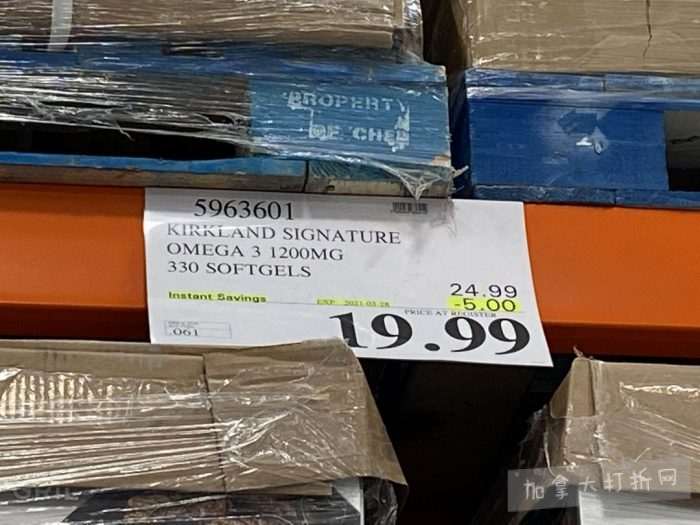 PROPERTY
OF CHEP
5963601
KIRKLAND SIGNATURE
OMEGA 3 1200MG
330 SOFTGELS
24.99
Instant Savings EXP. 2021-03-28 -5.00
PRICE AT REGISTER
19.99
.061
加拿大打折网